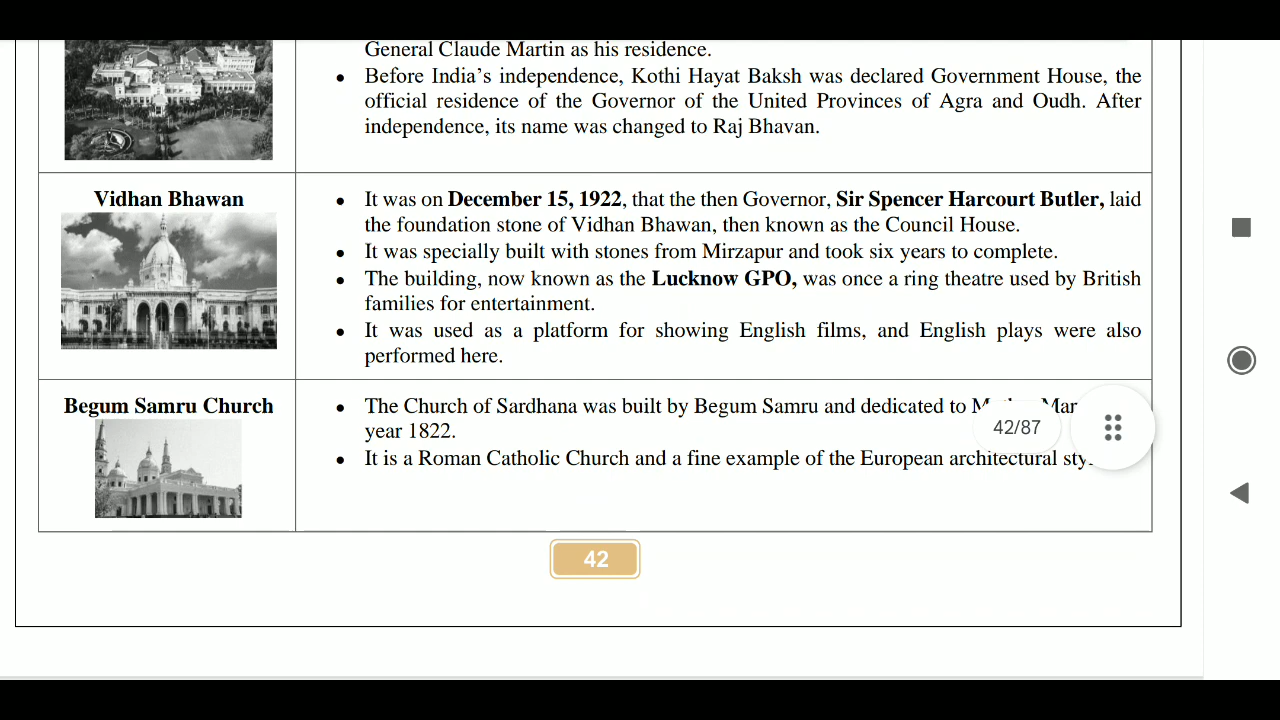 General Claude Martin as his residence.
• Before India's independence, Kothi Hayat Baksh was declared Government House, the
official residence of the Governor of the United Provinces of Agra and Oudh. After
independence, its name was changed to Raj Bhavan.
Vidhan Bhawan
• It was on December 15, 1922, that the then Governor, Sir Spencer Harcourt Butler, laid
the foundation stone of Vidhan Bhawan, then known as the Council House.
• It was specially built with stones from Mirzapur and took six years to complete.
• The building, now known as the Lucknow GPO, was once a ring theatre used by British
families for entertainment.
• It was used as a platform for showing English films, and English plays were also
performed here.
Begum Samru Church
• The Church of Sardhana was built by Begum Samru and dedicated to
year 1822.
• It is a Roman Catholic Church and a fine example of the European architectural
42/87
42